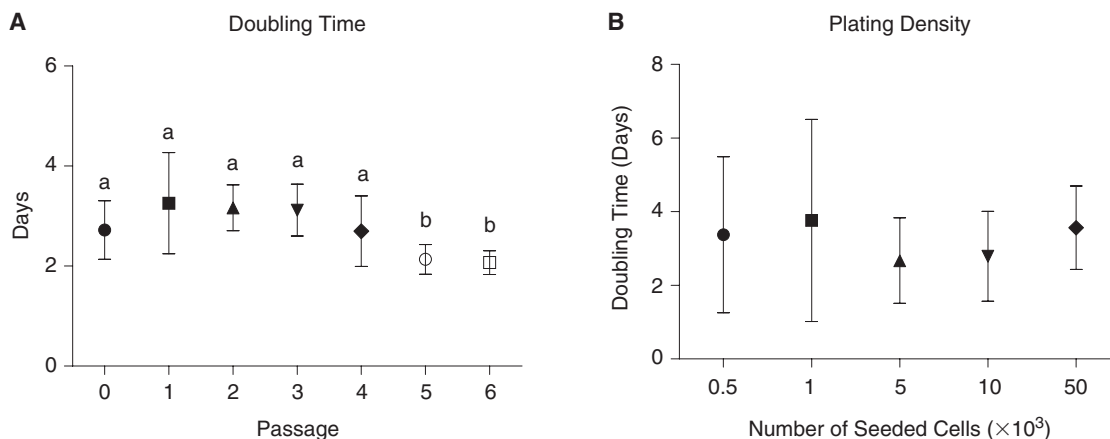 A
Doubling Time
6
4
2
0
Days
a
a
a
a
a
b
b
0 1 2 3 4 5 6
Passage
B
Plating Density
8
6
4
2
0
Doubling Time (Days)
0.5 1 5 10 50
Number of Seeded Cells (×10³)